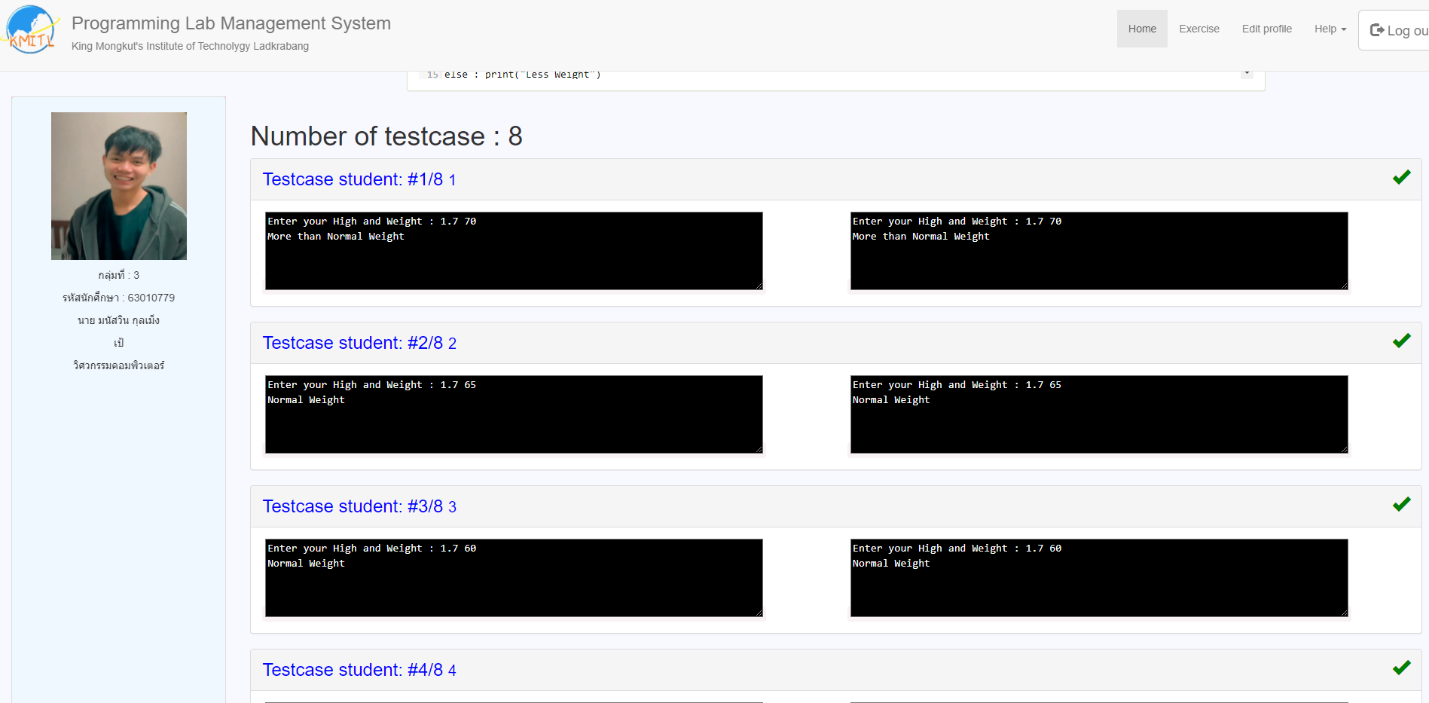 KMITL
Programming Lab Management System
King Mongkut's Institute of Technolygy Ladkrabang
Home
Exercise
Edit profile
Help
Log ou
15 else : print("Less Weight")
กลุ่มที่ : 3
รหัสนักศึกษา : 63010779
นาย มนัสวิน กุลเม็ง
เป้
วิศวกรรมคอมพิวเตอร์
Number of testcase : 8
Testcase student: #1/8 1
Enter your High and Weight : 1.7 70
More than Normal Weight
Enter your High and Weight : 1.7 70
More than Normal Weight
Testcase student: #2/8 2
Enter your High and Weight : 1.7 65
Normal Weight
Enter your High and Weight : 1.7 65
Normal Weight
Testcase student: #3/8 3
Enter your High and Weight : 1.7 60
Normal Weight
Enter your High and Weight : 1.7 60
Normal Weight
Testcase student: #4/8 4